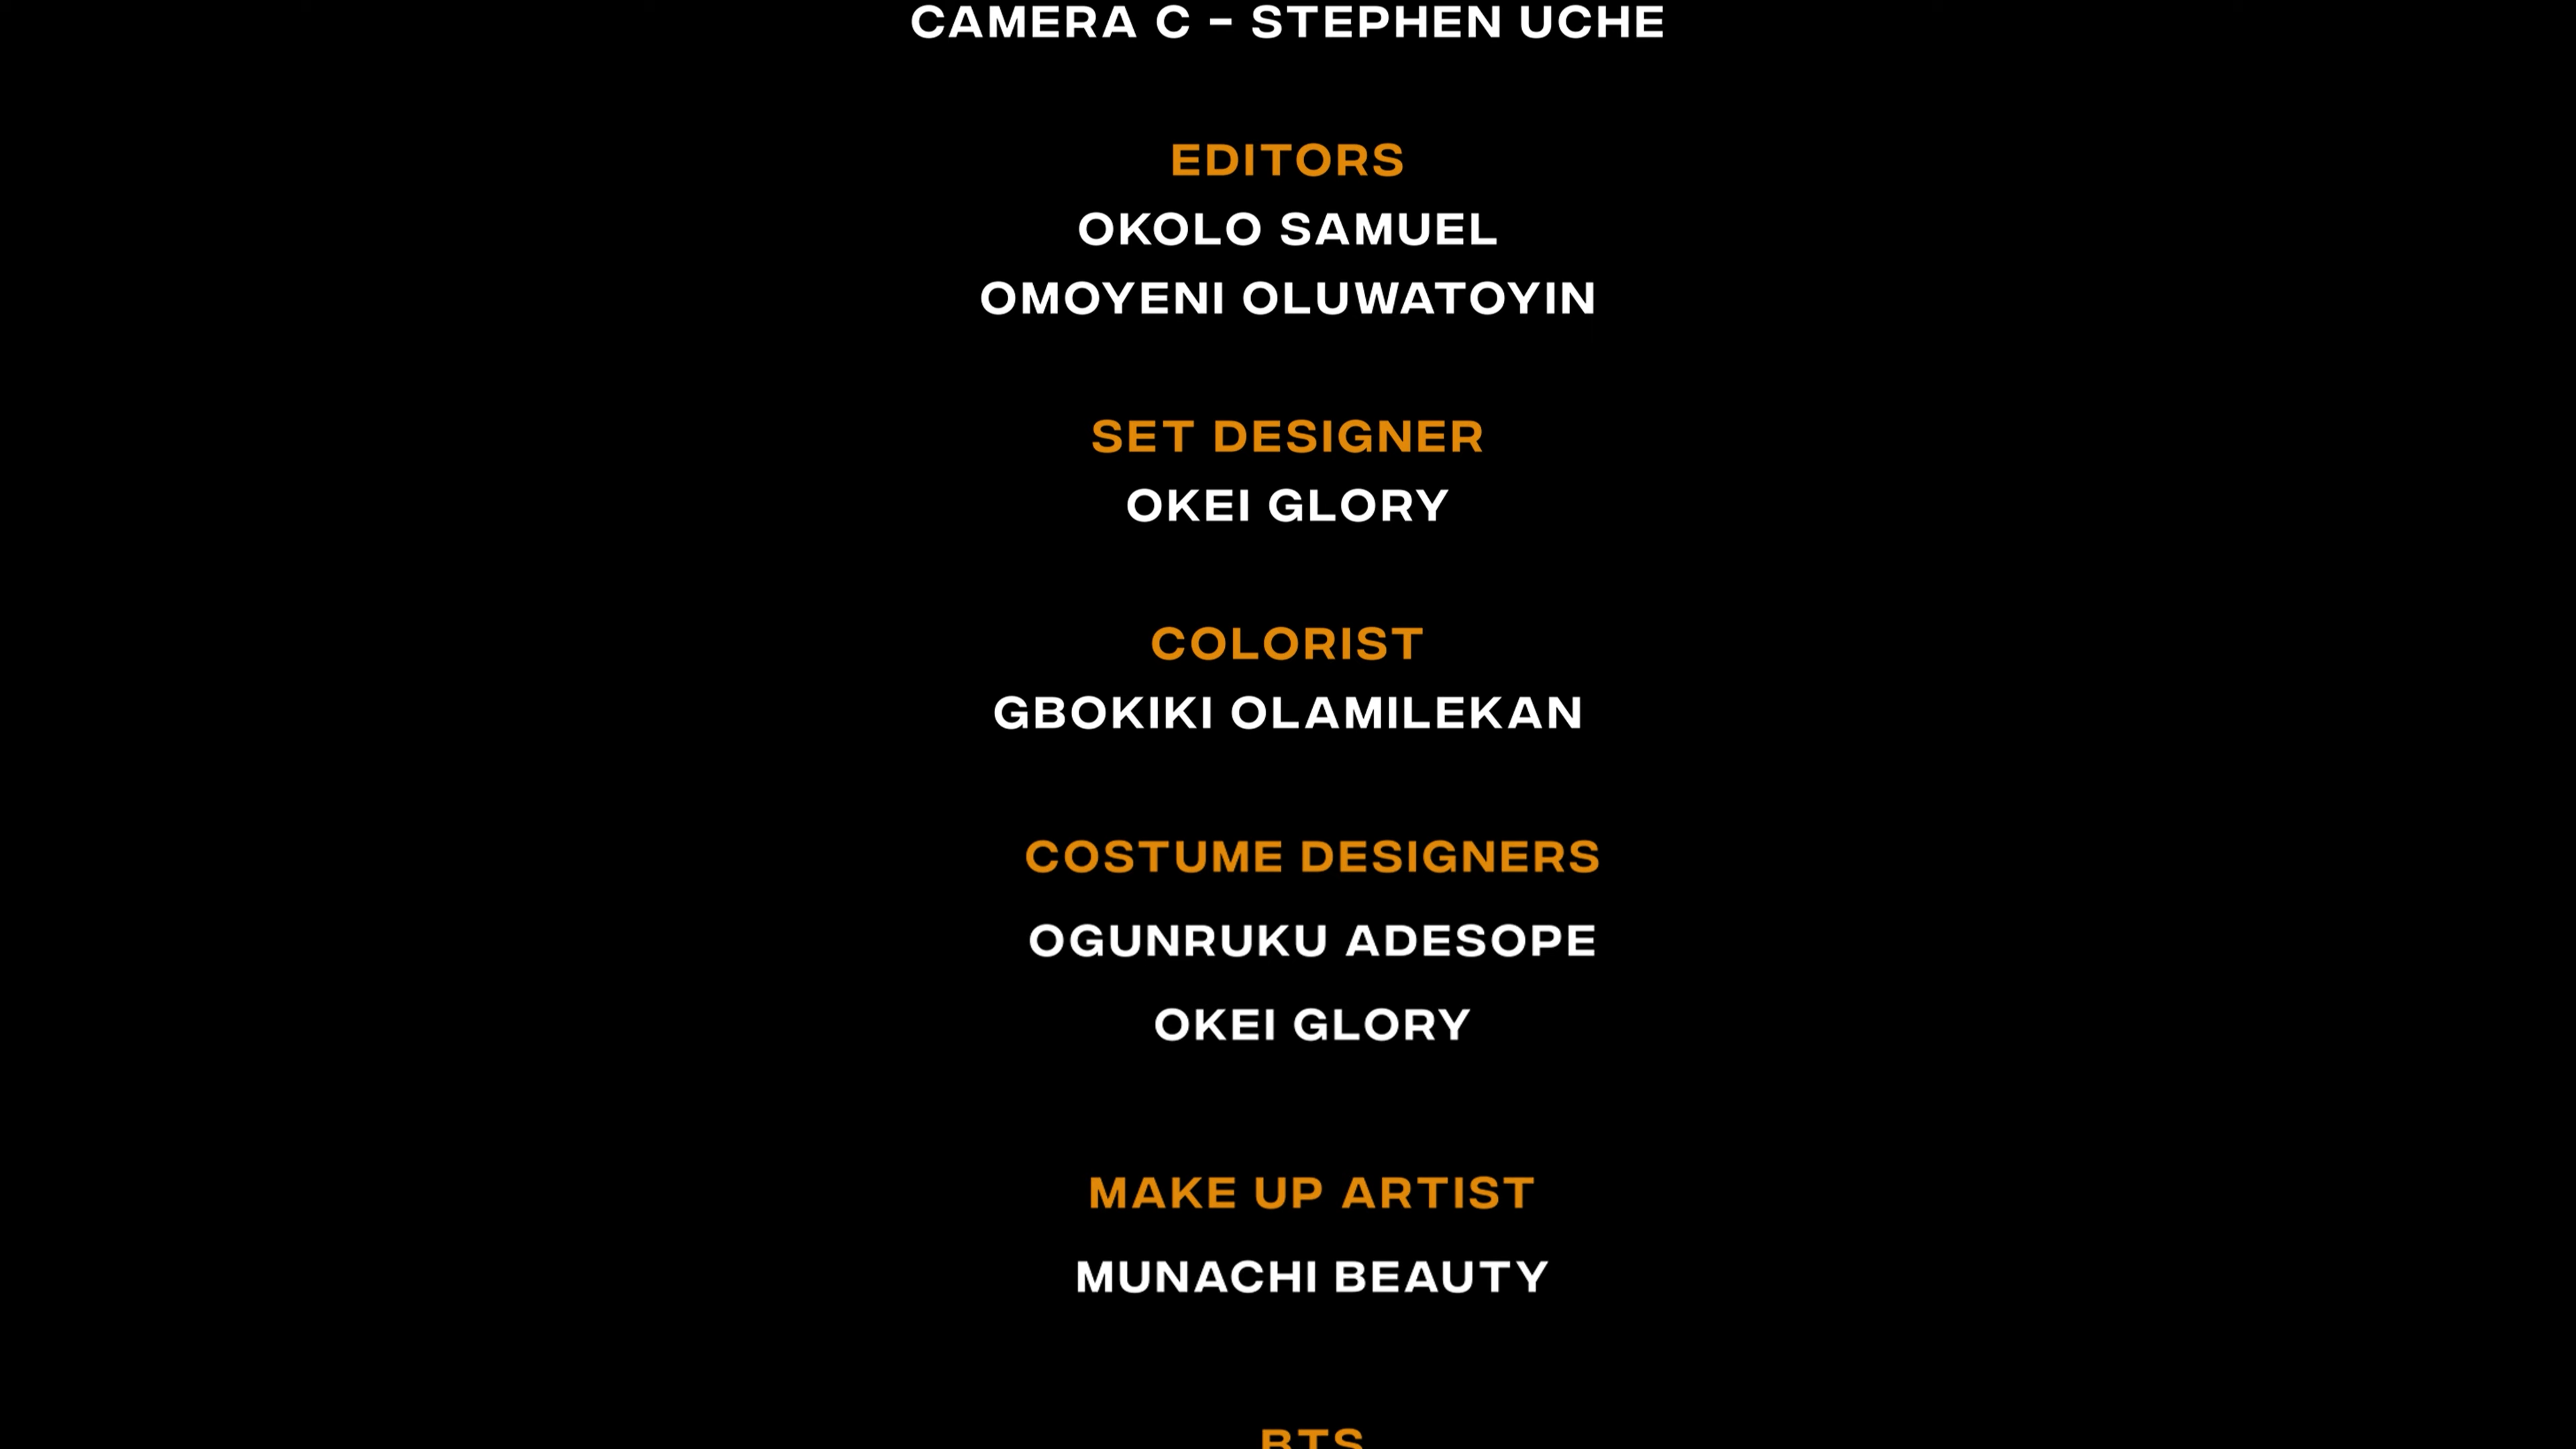 CAMERA C - STEPHEN UCHE
EDITORS
OKOLO SAMUEL
OMOYENI OLUWATOYIN
SET DESIGNER
OKEI GLORY
COLORIST
GBOKIKI OLAMILEKAN
COSTUME DESIGNERS
OGUNRUKU ADESOPE
OKEI GLORY
MAKE UP ARTIST
MUNACHI BEAUTY
BTS